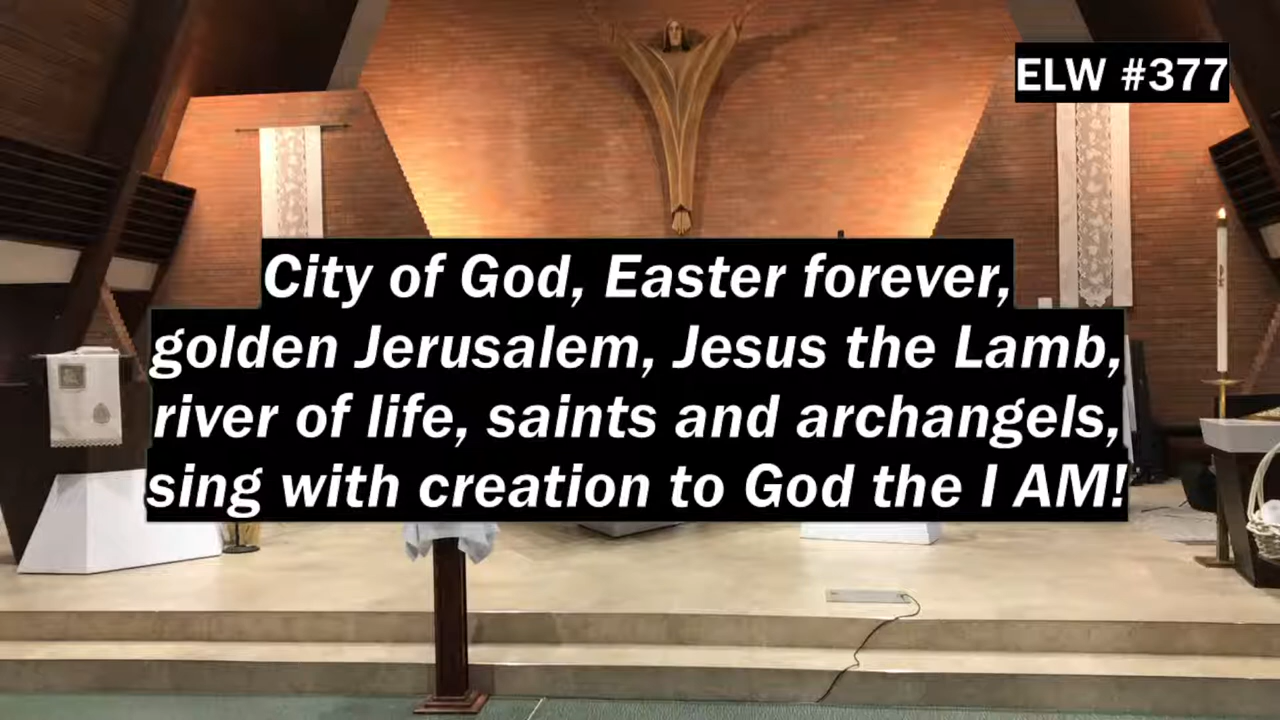 ELW #377
City of God, Easter forever,
golden Jerusalem, Jesus the Lamb,
river of life, saints and archangels,
sing with creation to God the I AM!